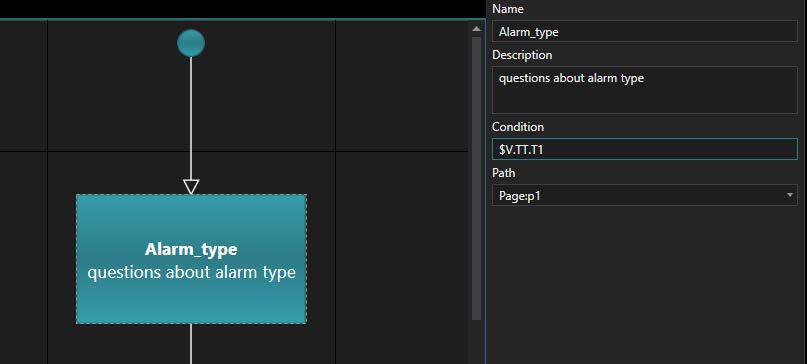 Alarm_type
questions about alarm type
Name
Alarm_type
Description
questions about alarm type
Condition
$V.TT.T1
Path
Page:p1